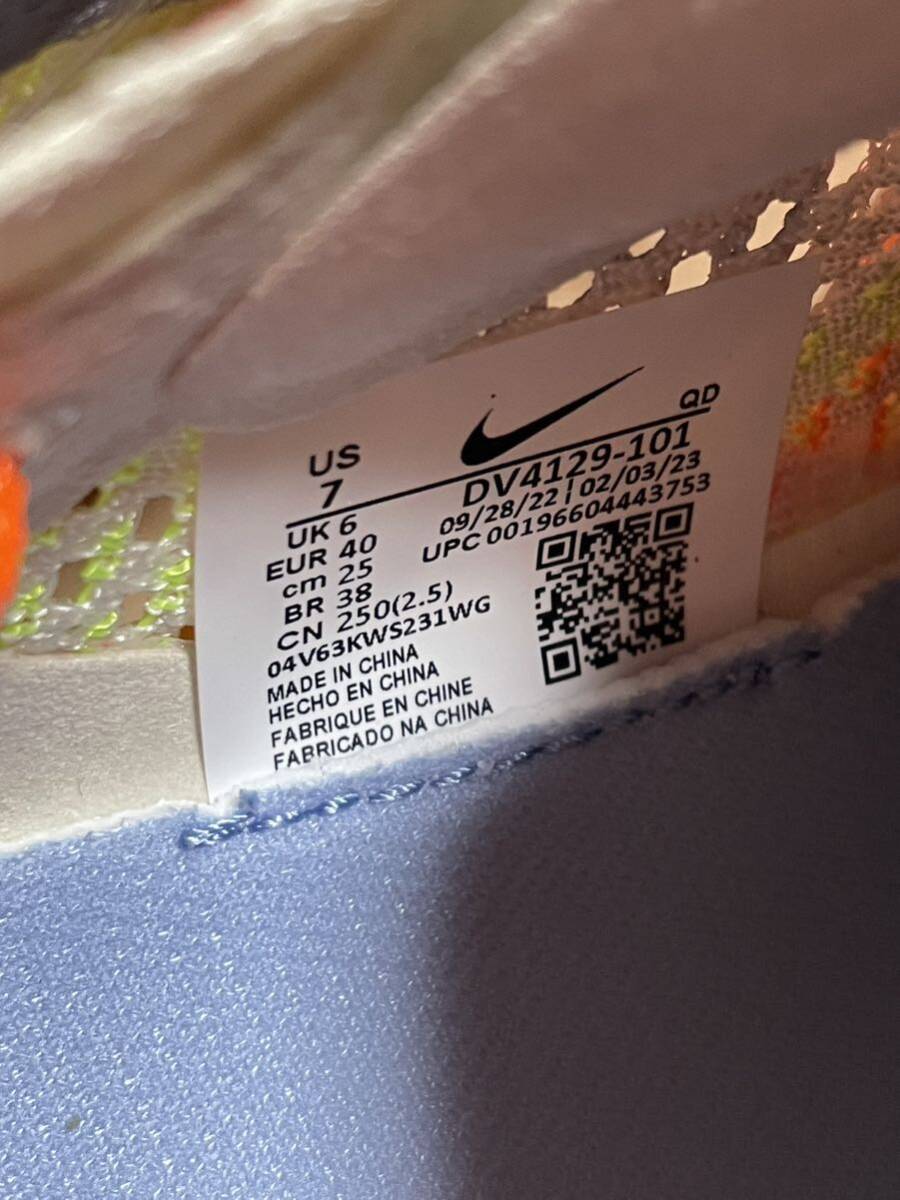 QD
US
7
DV4129-101
09/28/22 | 02/03/23
UPC 00196604443753
UK 6
EUR 40
cm 25
BR 38
CN 250(2.5)
04V63KWS231WG
MADE IN CHINA
HECHO EN CHINA
FABRIQUE EN CHINE
FABRICADO NA CHINA